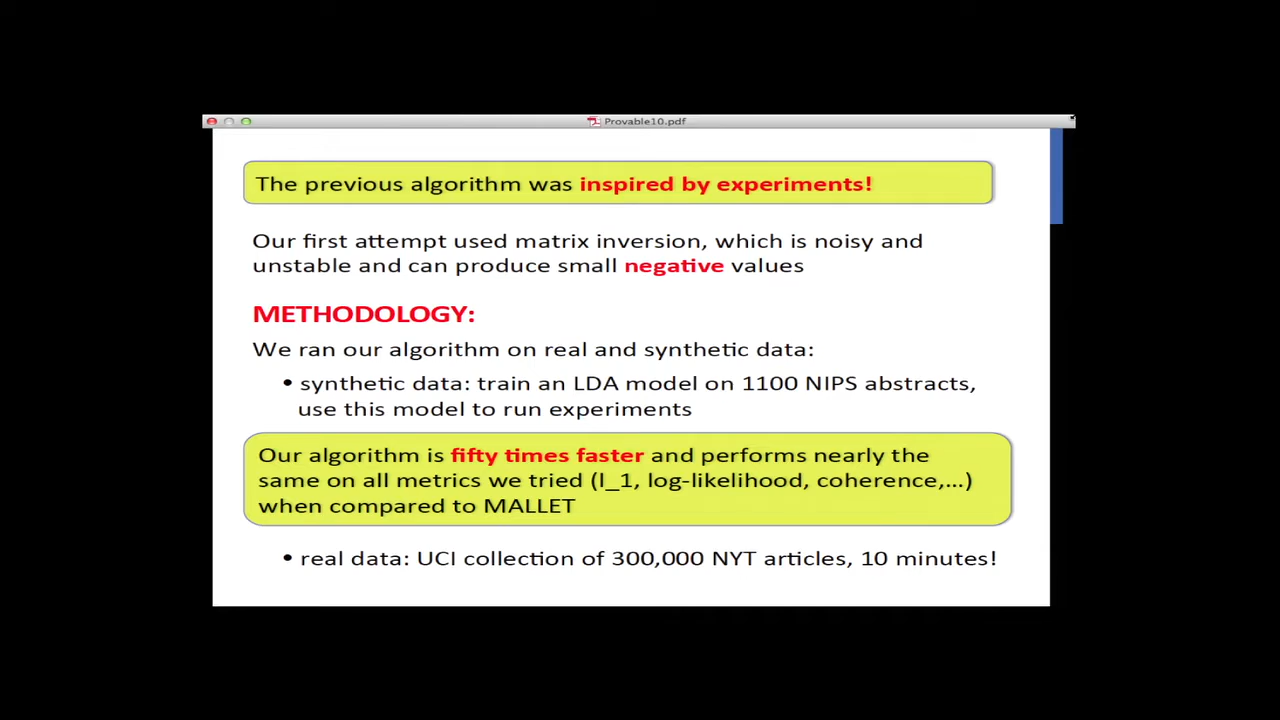 Provable10.pdf
The previous algorithm was inspired by experiments!
Our first attempt used matrix inversion, which is noisy and
unstable and can produce small negative values
METHODOLOGY:
We ran our algorithm on real and synthetic data:
• synthetic data: train an LDA model on 1100 NIPS abstracts,
use this model to run experiments
Our algorithm is fifty times faster and performs nearly the
same on all metrics we tried (l_1, log-likelihood, coherence,...)
when compared to MALLET
• real data: UCI collection of 300,000 NYT articles, 10 minutes!